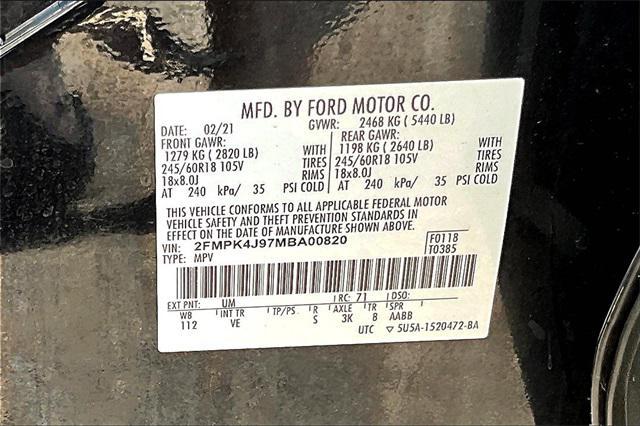 MFD. BY FORD MOTOR CO.
DATE: 02/21 GVWR: 2468 KG ( 5440 LB)
FRONT GAWR: REAR GAWR:
1279 KG ( 2820 LB) WITH 1198 KG ( 2640 LB) WITH
245/60R18 105V TIRES 245/60R18 105V TIRES
18x8.0J RIMS 18x8.0J RIMS
AT 240 kPa/ 35 PSI COLD AT 240 kPa/ 35 PSI COLD
THIS VEHICLE CONFORMS TO ALL APPLICABLE FEDERAL MOTOR
VEHICLE SAFETY AND THEFT PREVENTION STANDARDS IN
EFFECT ON THE DATE OF MANUFACTURE SHOWN ABOVE.
VIN: 2FMPK4J97MBA00820 F0118
TYPE: MPV T0385
EXT PNT: UM RC: 71 DSO:
WB INT TR TP/PS R AXLE TR SPR
112 VE S 3K 8 AABB
UTC ▽ 5U5A-1520472-BA